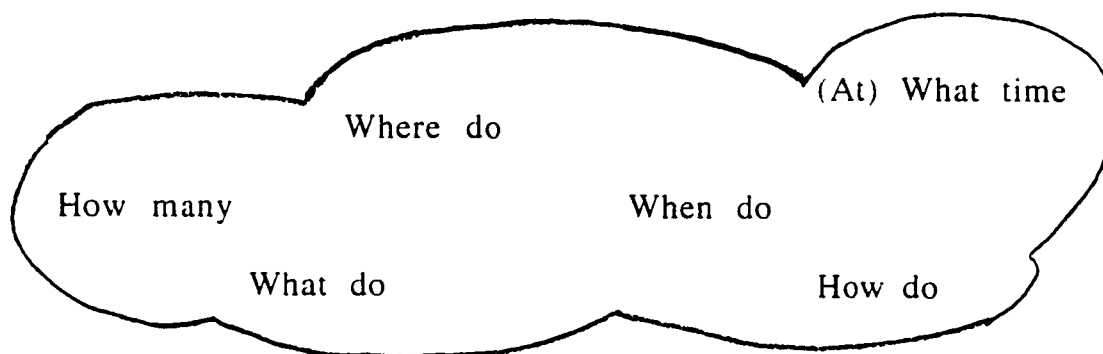 (At) What time
Where do
How many
When do
What do
How do